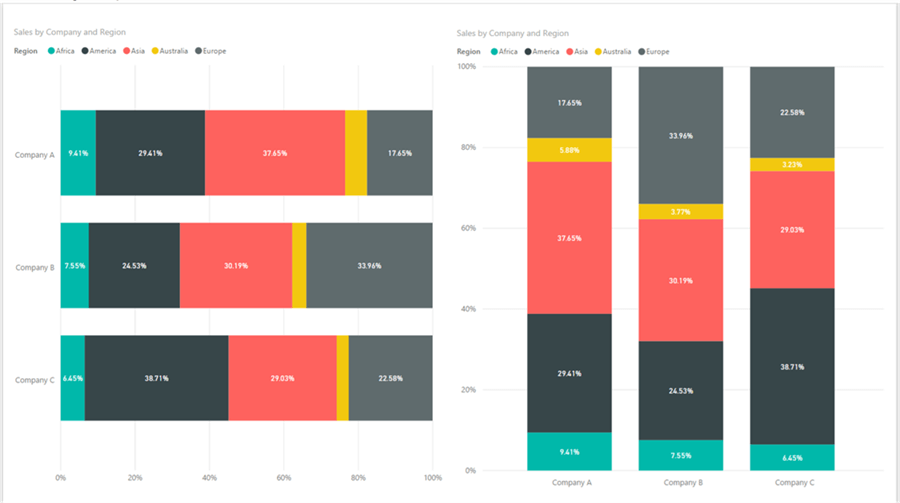 Sales by Company and Region
Region Africa America Asia Australia Europe
Company A 9.41% 29.41% 37.65% 17.65%
Company B 7.55% 24.53% 30.19% 33.96%
Company C 6.45% 38.71% 29.03% 22.58%
0% 20% 40% 60% 80% 100%
Sales by Company and Region
Region Africa America Asia Australia Europe
100%
80%
60%
40%
20%
0%
17.65% 33.96% 22.58%
5.88% 3.77% 3.23%
37.65% 30.19% 29.03%
29.41% 24.53% 38.71%
9.41% 7.55% 6.45%
Company A Company B Company C